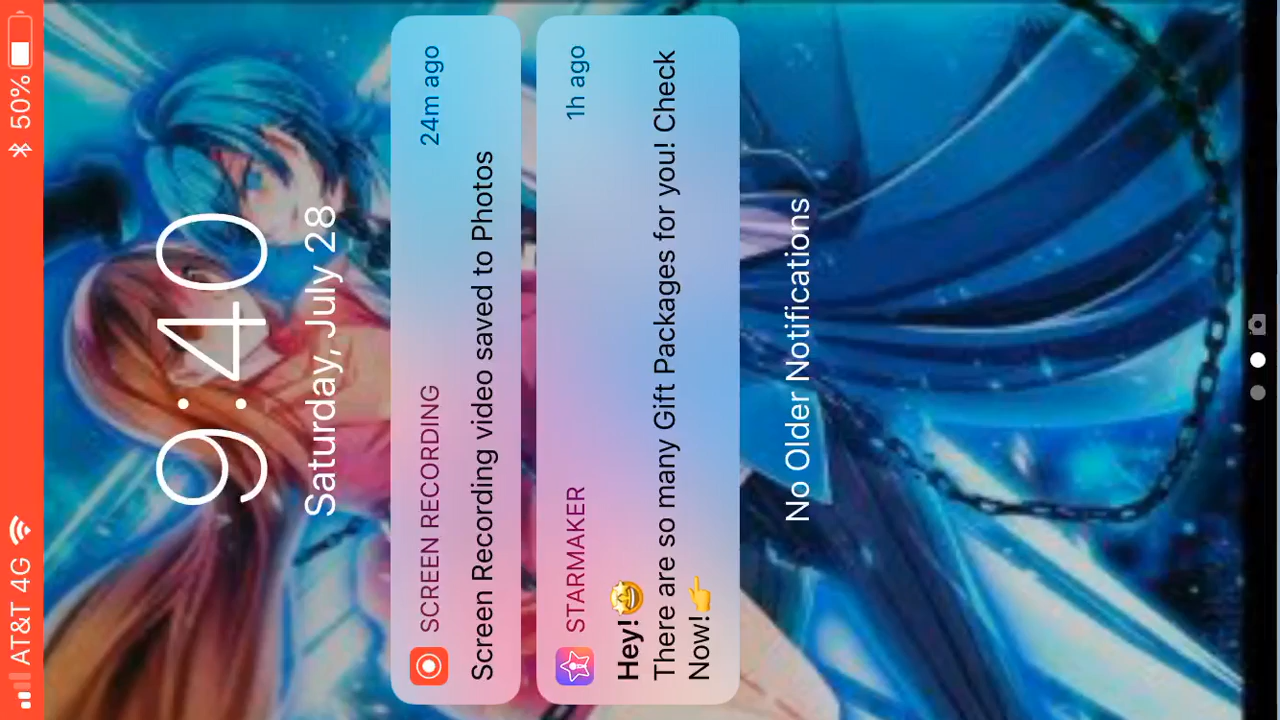 AT&T 4G
50%
9:40
Saturday, July 28
SCREEN RECORDING
24m ago
Screen Recording video saved to Photos
STARMAKER
1h ago
Hey!🤩
There are so many Gift Packages for you! Check
Now!👉
No Older Notifications